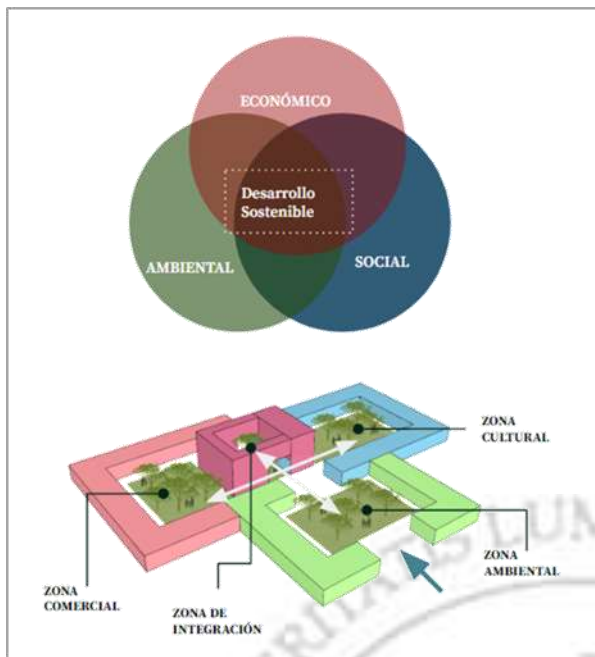 ECONÓMICO
Desarrollo
Sostenible
AMBIENTAL
SOCIAL
ZONA
CULTURAL
ZONA
AMBIENTAL
ZONA
COMERCIAL
ZONA DE
INTEGRACIÓN